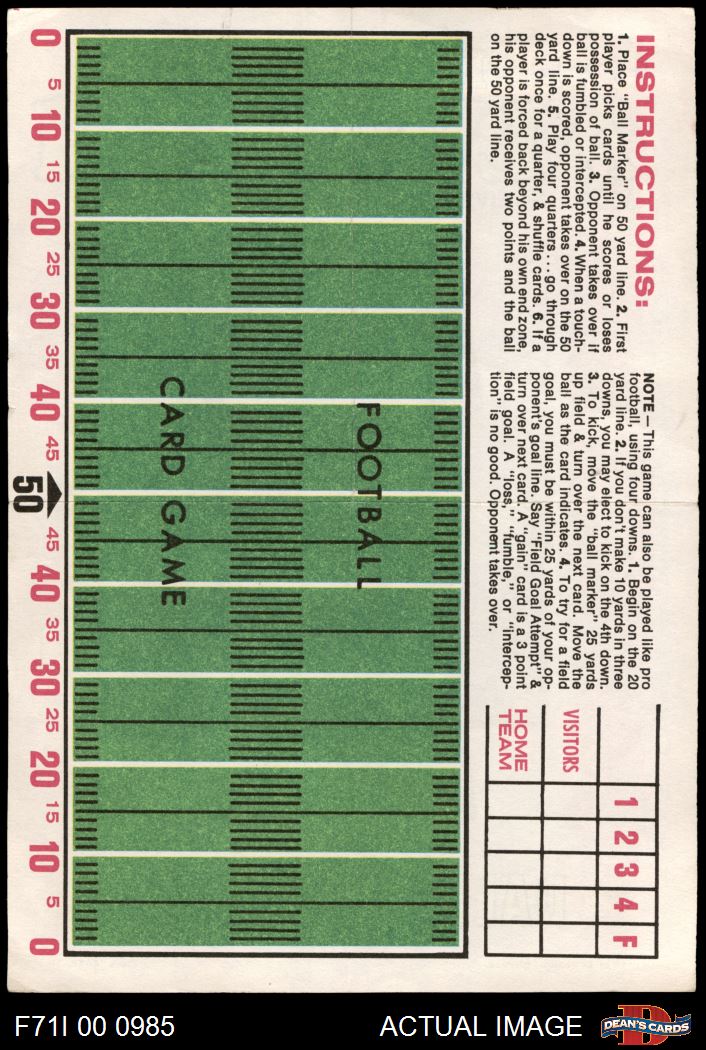 INSTRUCTIONS:
1. Place "Ball Marker" on 50 yard line. 2. First
player picks cards until he scores or loses
possession of ball. 3. Opponent takes over if
ball is fumbled or intercepted. 4. When a touch-
down is scored, opponent takes over on the 50
yard line. 5. Play four quarters... go through
deck once for a quarter, & shuffle cards. 6. If a
player is forced back beyond his own end zone,
his opponent receives two points and the ball
on the 50 yard line.
NOTE — This game can also be played like pro
football, using four downs. 1. Begin on the 20
yard line. 2. If you don't make 10 yards in three
downs, you may elect to kick on the 4th down.
3. To kick, move the "ball marker" 25 yards
up field & turn over the next card. Move the
ball as the card indicates. 4. To try for a field
goal, you must be within 25 yards of your op-
ponent's goal line. Say "Field Goal Attempt" &
turn over next card. A "gain" card is a 3 point
field goal. A "loss," "fumble," or "intercep-
tion" is no good. Opponent takes over.
1 2 3 4 F
VISITORS
HOME
TEAM
FOOTBALL
CARD GAME
0 5 10 15 20 25 30 35 40 45 50 45 40 35 30 25 20 15 10 5 0
F71I 00 0985
ACTUAL IMAGE
D
DEAN'S CARDS